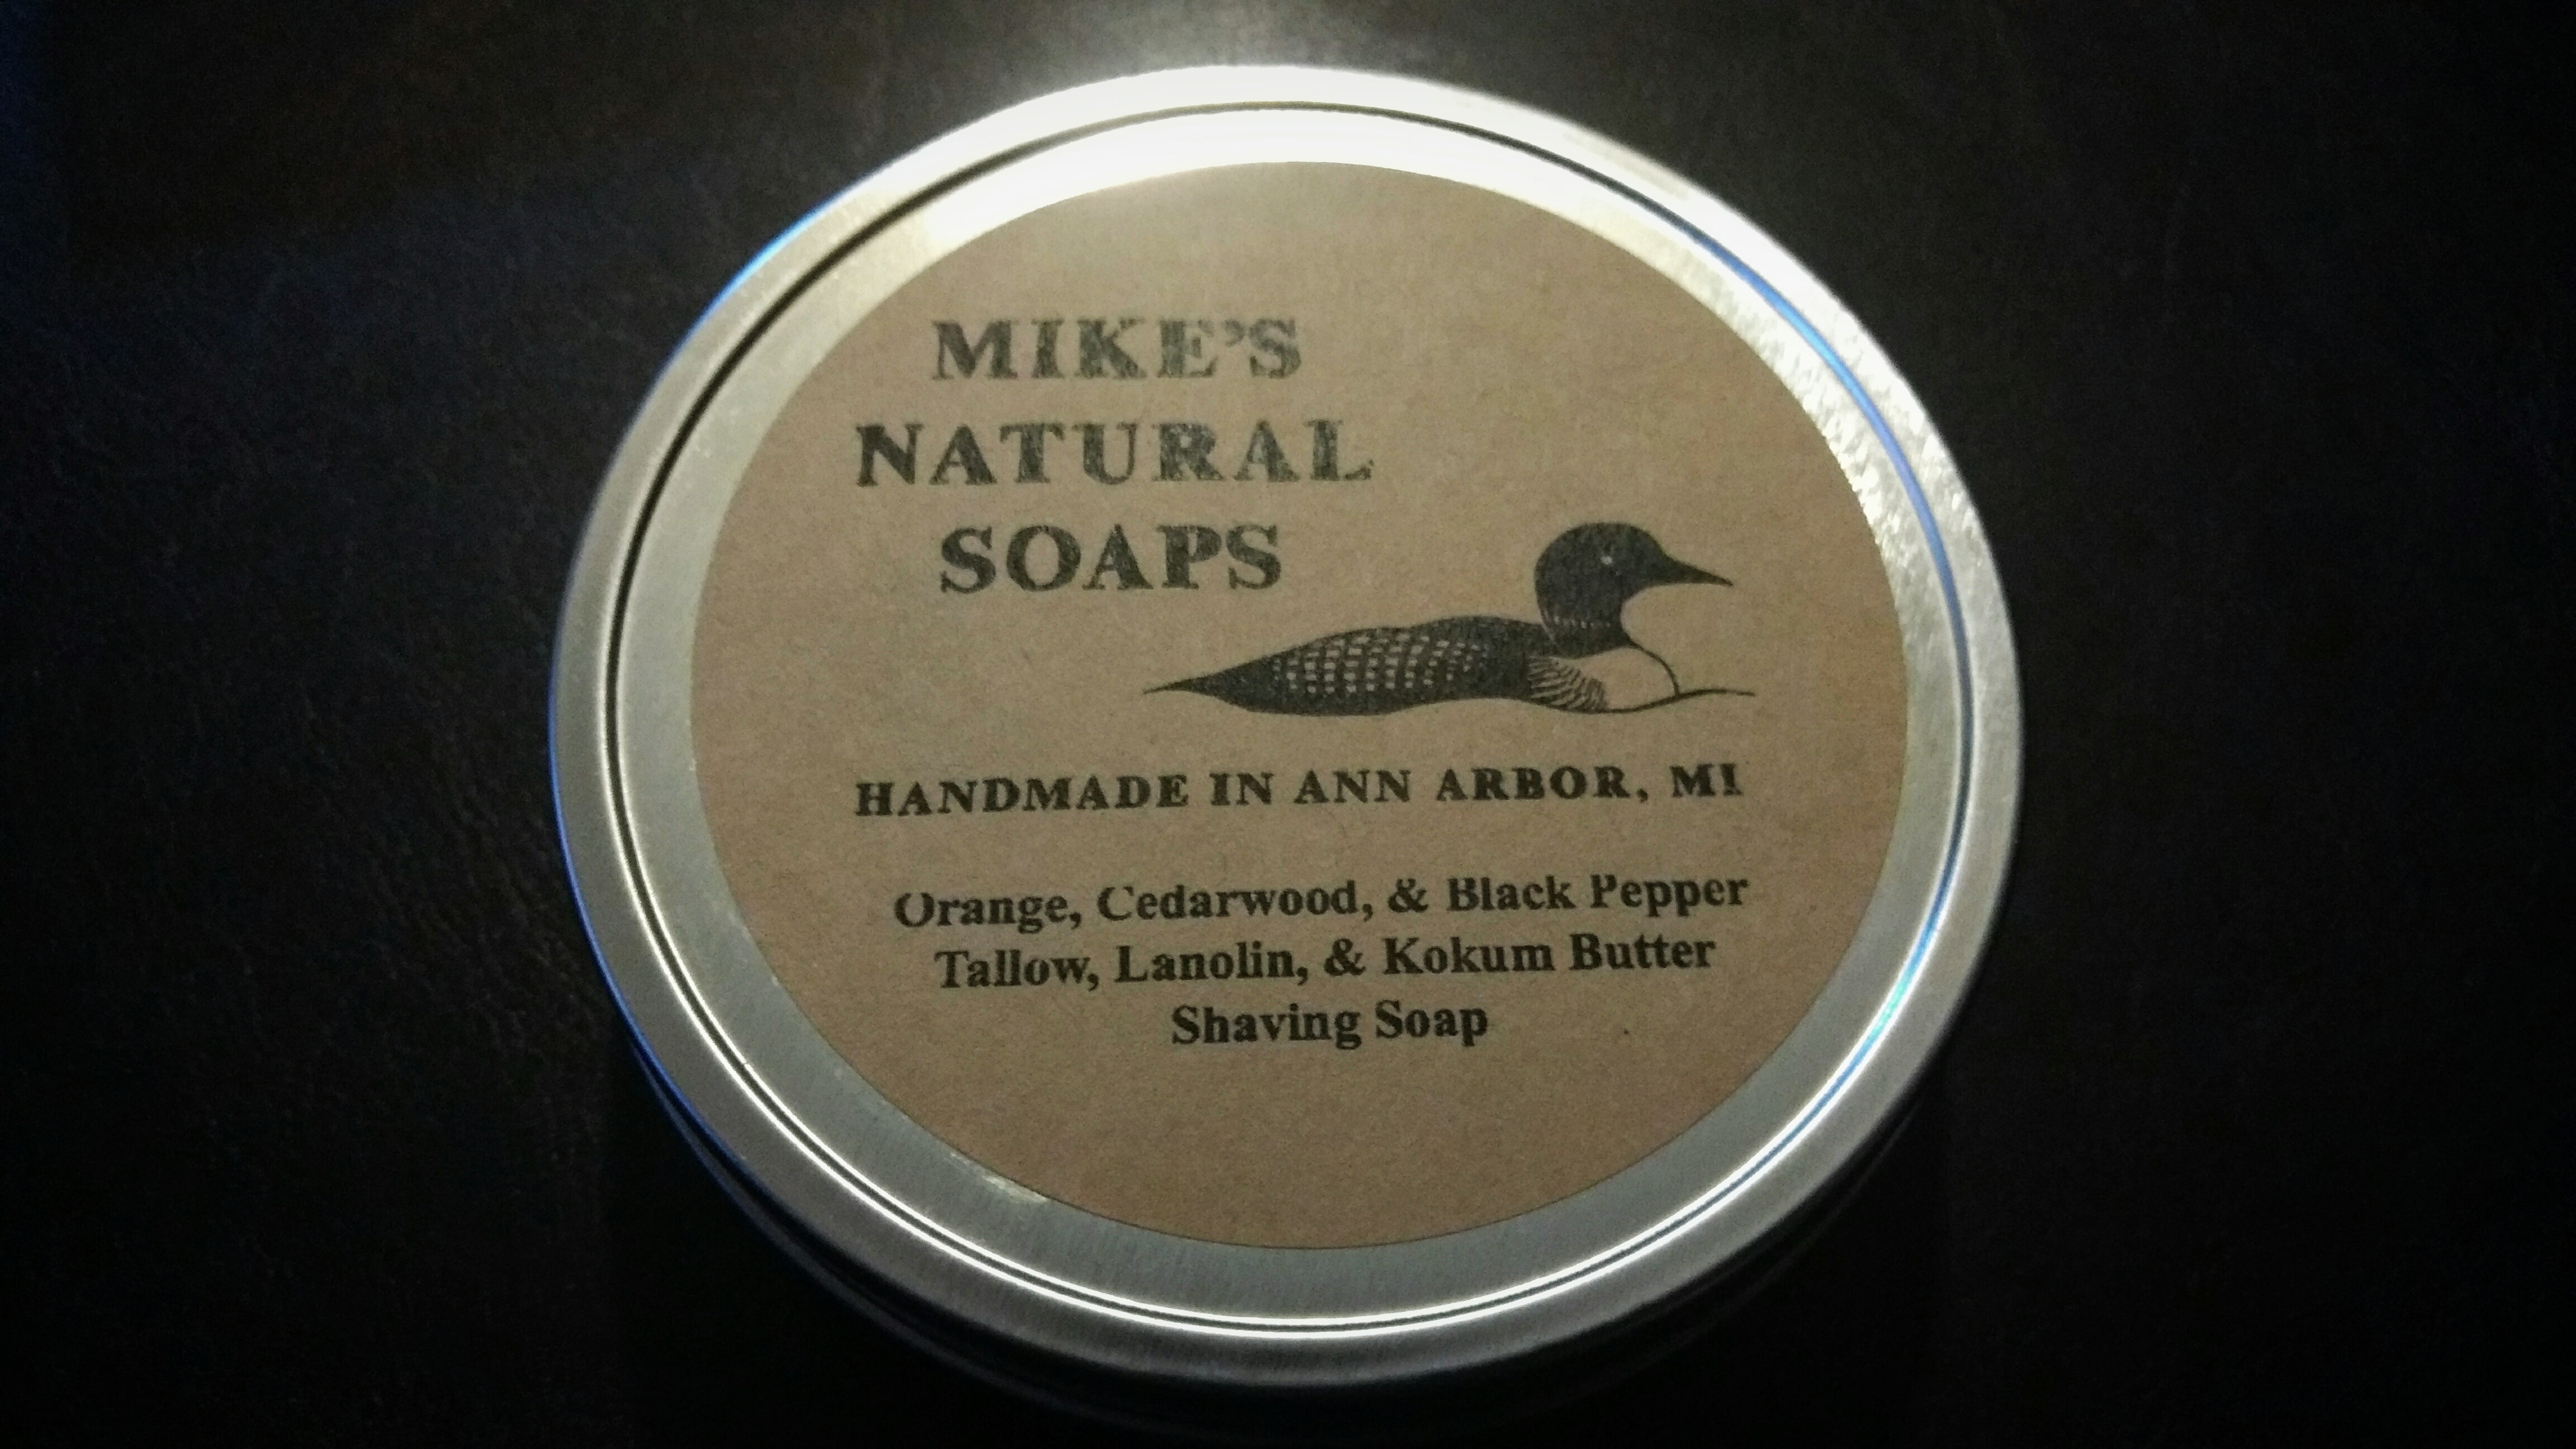 MIKE'S
NATURAL
SOAPS
HANDMADE IN ANN ARBOR, MI
Orange, Cedarwood, & Black Pepper
Tallow, Lanolin, & Kokum Butter
Shaving Soap